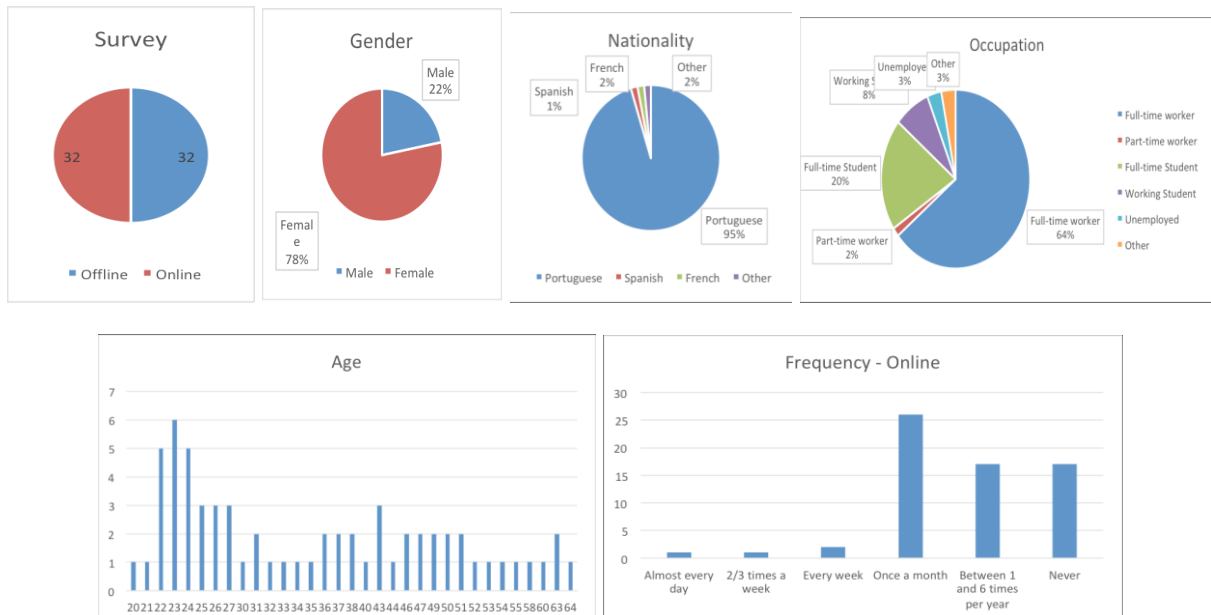 Survey
32
32
Offline Online
Gender
Male
22%
Femal
e
78%
Male Female
Nationality
French
2%
Other
2%
Spanish
1%
Portuguese
95%
Portuguese Spanish French Other
Occupation
Unemploye
3%
Other
3%
Working
8%
Full-time Student
20%
Part-time worker
2%
Full-time worker
64%
Full-time worker
Part-time worker
Full-time Student
Working Student
Unemployed
Other
Age
7
6
5
4
3
2
1
0
20 21 22 23 24 25 26 27 30 31 32 33 34 35 36 37 38 40 43 44 46 47 49 50 51 52 53 54 55 58 60 63 64
Frequency - Online
30
25
20
15
10
5
0
Almost every
day
2/3 times a
week
Every week
Once a month
Between 1
and 6 times
per year
Never